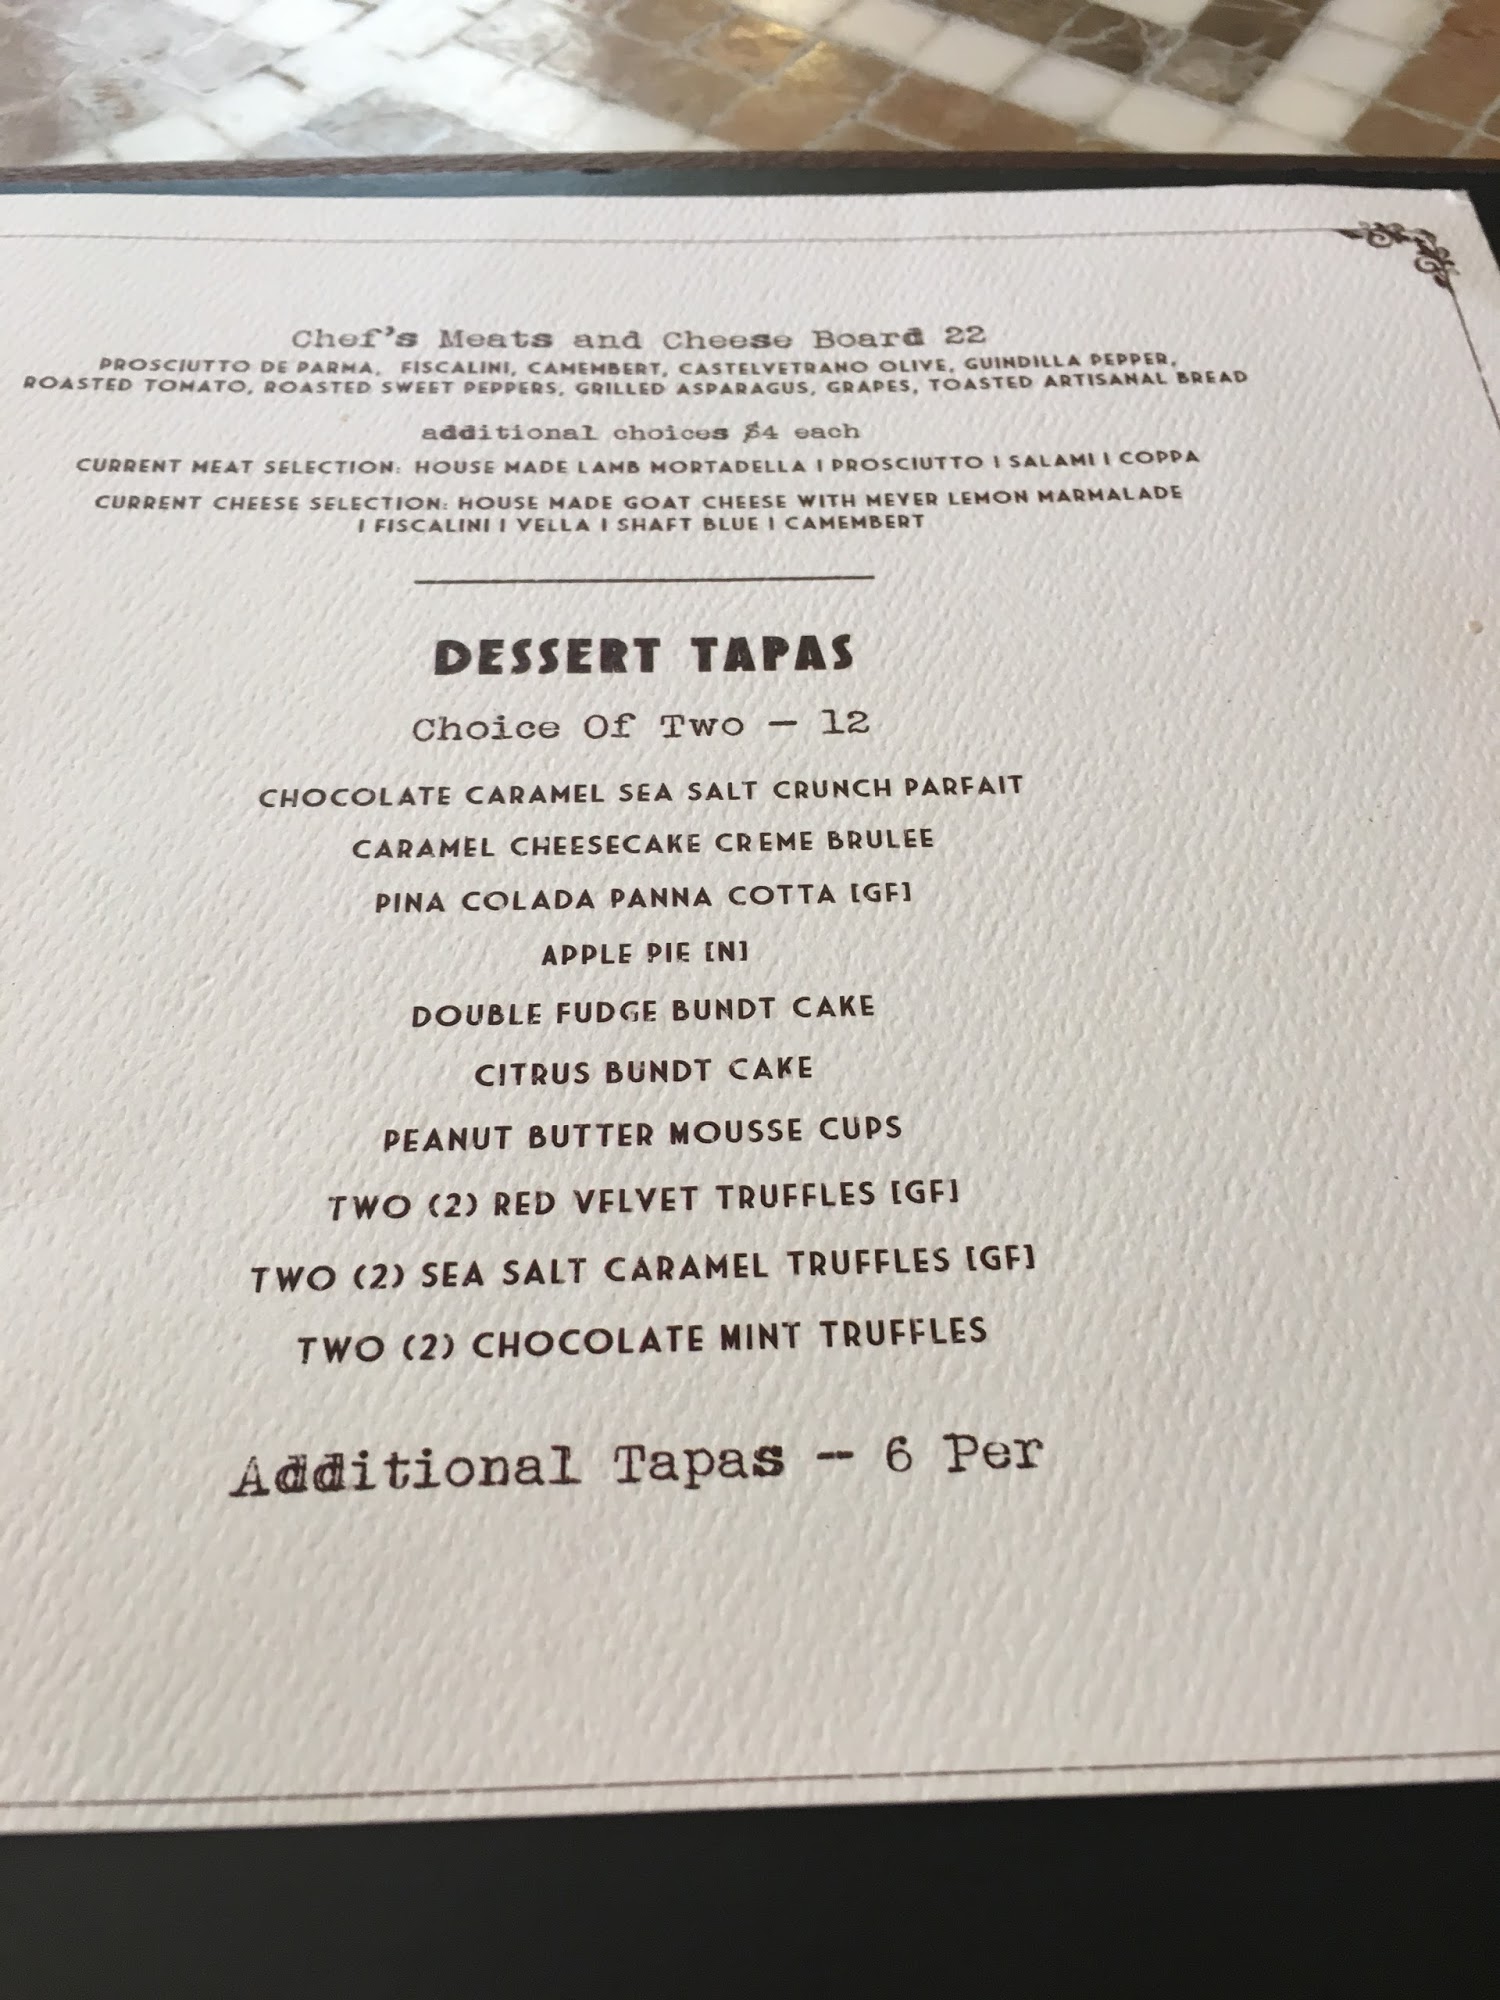 Chef's Meats and Cheese Board 22
PROSCIUTTO DE PARMA, FISCALINI, CAMEMBERT, CASTELVETRANO OLIVE, GUINDILLA PEPPER,
ROASTED TOMATO, ROASTED SWEET PEPPERS, GRILLED ASPARAGUS, GRAPES, TOASTED ARTISANAL BREAD
additional choices $4 each
CURRENT MEAT SELECTION: HOUSE MADE LAMB MORTADELLA | PROSCIUTTO | SALAMI | COPPA
CURRENT CHEESE SELECTION: HOUSE MADE GOAT CHEESE WITH MEYER LEMON MARMALADE
| FISCALINI | VELLA | SHAFT BLUE | CAMEMBERT
DESSERT TAPAS
Choice Of Two — 12
CHOCOLATE CARAMEL SEA SALT CRUNCH PARFAIT
CARAMEL CHEESECAKE CREME BRULEE
PINA COLADA PANNA COTTA [GF]
APPLE PIE [N]
DOUBLE FUDGE BUNDT CAKE
CITRUS BUNDT CAKE
PEANUT BUTTER MOUSSE CUPS
TWO (2) RED VELVET TRUFFLES [GF]
TWO (2) SEA SALT CARAMEL TRUFFLES [GF]
TWO (2) CHOCOLATE MINT TRUFFLES
Additional Tapas — 6 Per